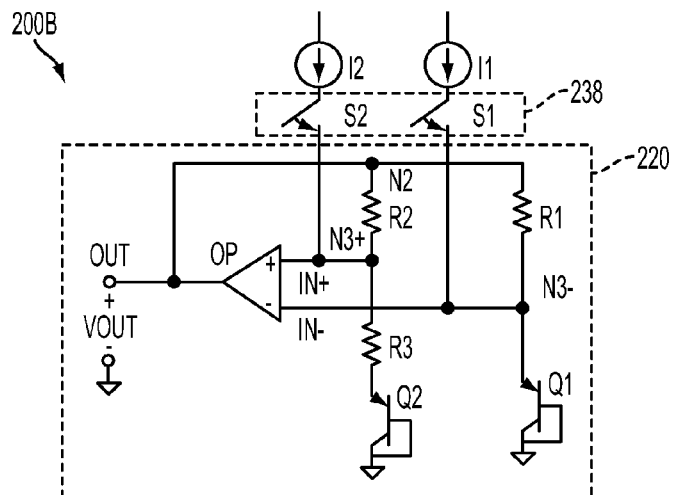 200B
I2
I1
S2
S1
238
220
N2
R2
R1
OP
N3+
OUT
+
IN+
N3-
+
VOUT
-
-
IN-
R3
Q2
Q1